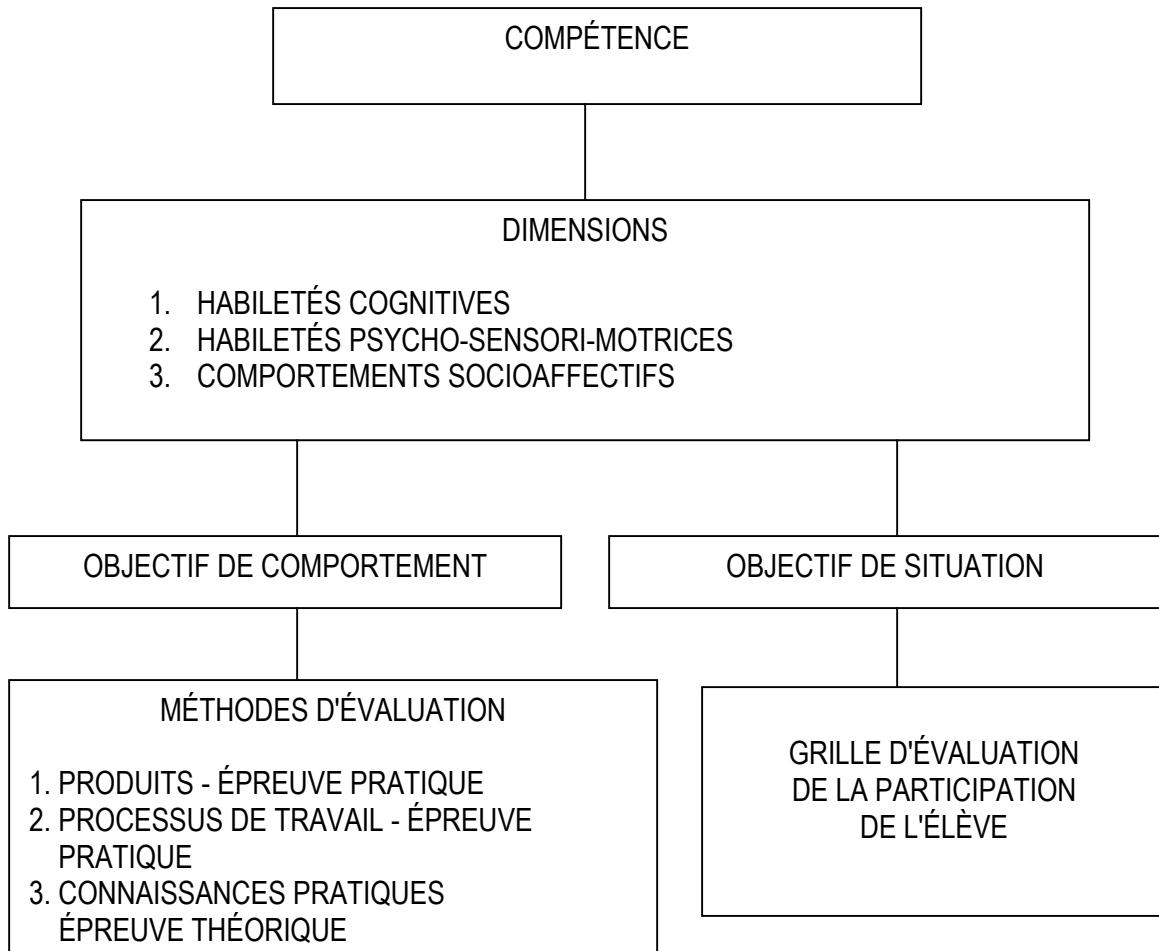 COMPÉTENCE
DIMENSIONS
1. HABILETÉS COGNITIVES
2. HABILETÉS PSYCHO-SENSORI-MOTRICES
3. COMPORTEMENTS SOCIOAFFECTIFS
OBJECTIF DE COMPORTEMENT
OBJECTIF DE SITUATION
MÉTHODES D'ÉVALUATION
1. PRODUITS - ÉPREUVE PRATIQUE
2. PROCESSUS DE TRAVAIL - ÉPREUVE
PRATIQUE
3. CONNAISSANCES PRATIQUES
ÉPREUVE THÉORIQUE
GRILLE D'ÉVALUATION
DE LA PARTICIPATION
DE L'ÉLÈVE